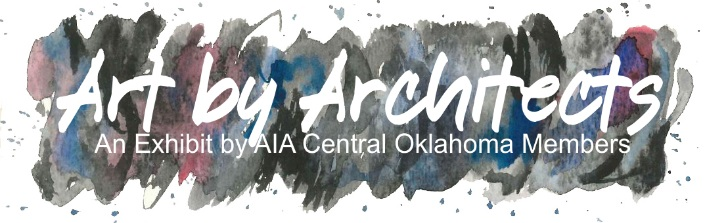 Art by Architects
An Exhibit by AIA Central Oklahoma Members